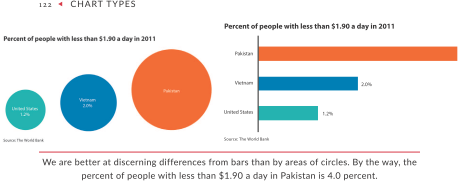 122 ◄ CHART TYPES
Percent of people with less than $1.90 a day in 2011
United States
1.2%
Vietnam
2.0%
Pakistan
Source: The World Bank
Percent of people with less than $1.90 a day in 2011
Pakistan
Vietnam
2.0%
United States
1.2%
Source: The World Bank
We are better at discerning differences from bars than by areas of circles. By the way, the
percent of people with less than $1.90 a day in Pakistan is 4.0 percent.